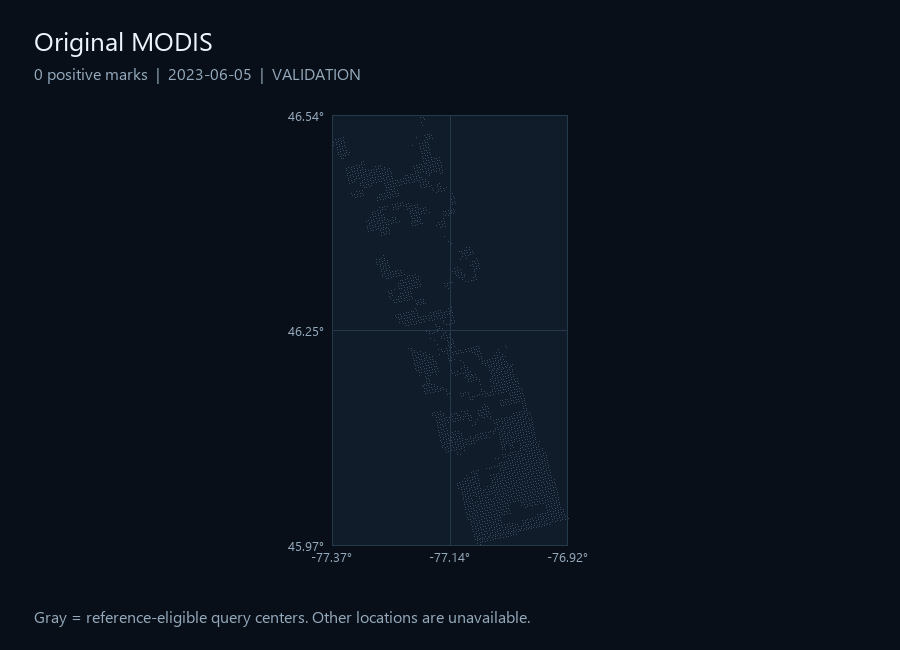 Original MODIS
0 positive marks | 2023-06-05 | VALIDATION
46.54°
46.25°
45.97°
-77.37°
-77.14°
-76.92°
Gray = reference-eligible query centers. Other locations are unavailable.